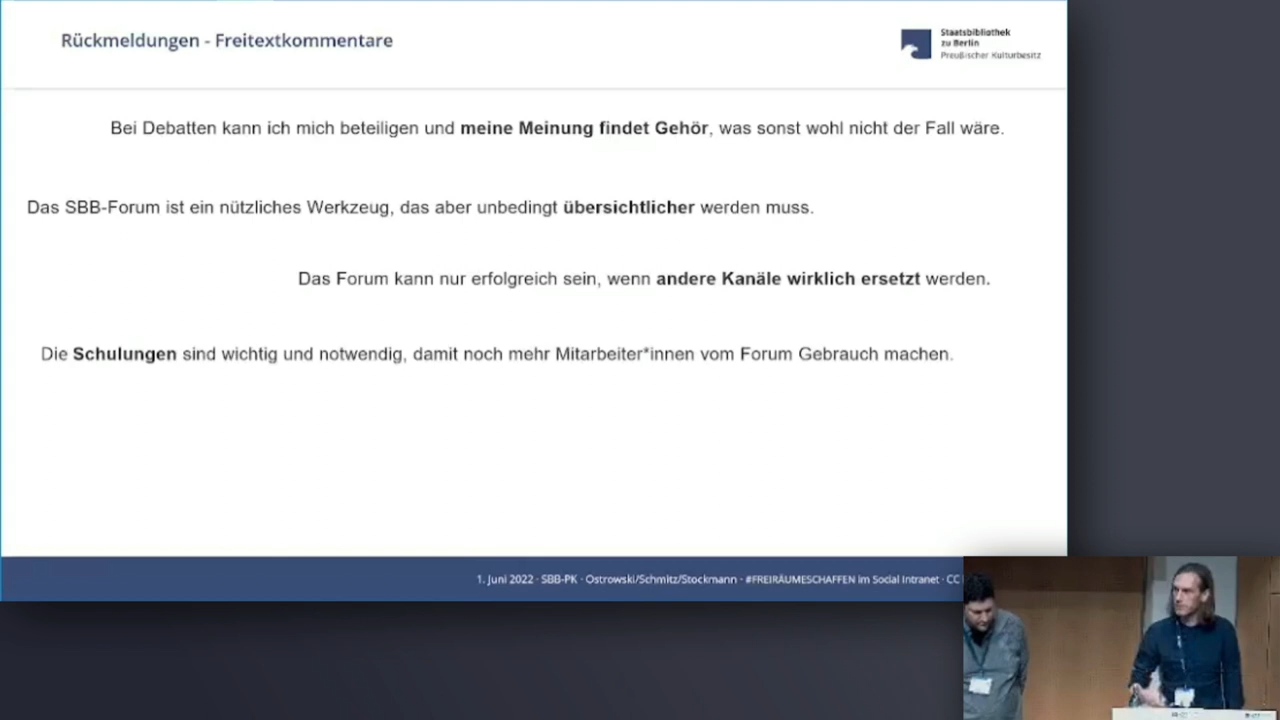 Rückmeldungen - Freitextkommentare
Staatsbibliothek
zu Berlin
Preußischer Kulturbesitz
Bei Debatten kann ich mich beteiligen und meine Meinung findet Gehör, was sonst wohl nicht der Fall wäre.
Das SBB-Forum ist ein nützliches Werkzeug, das aber unbedingt übersichtlicher werden muss.
Das Forum kann nur erfolgreich sein, wenn andere Kanäle wirklich ersetzt werden.
Die Schulungen sind wichtig und notwendig, damit noch mehr Mitarbeiter*innen vom Forum Gebrauch machen.
1. Juni 2022 · SBB-PK · Ostrowski/Schmitz/Stockmann · #FREIRÄUMESCHAFFEN im Social Intranet · CC